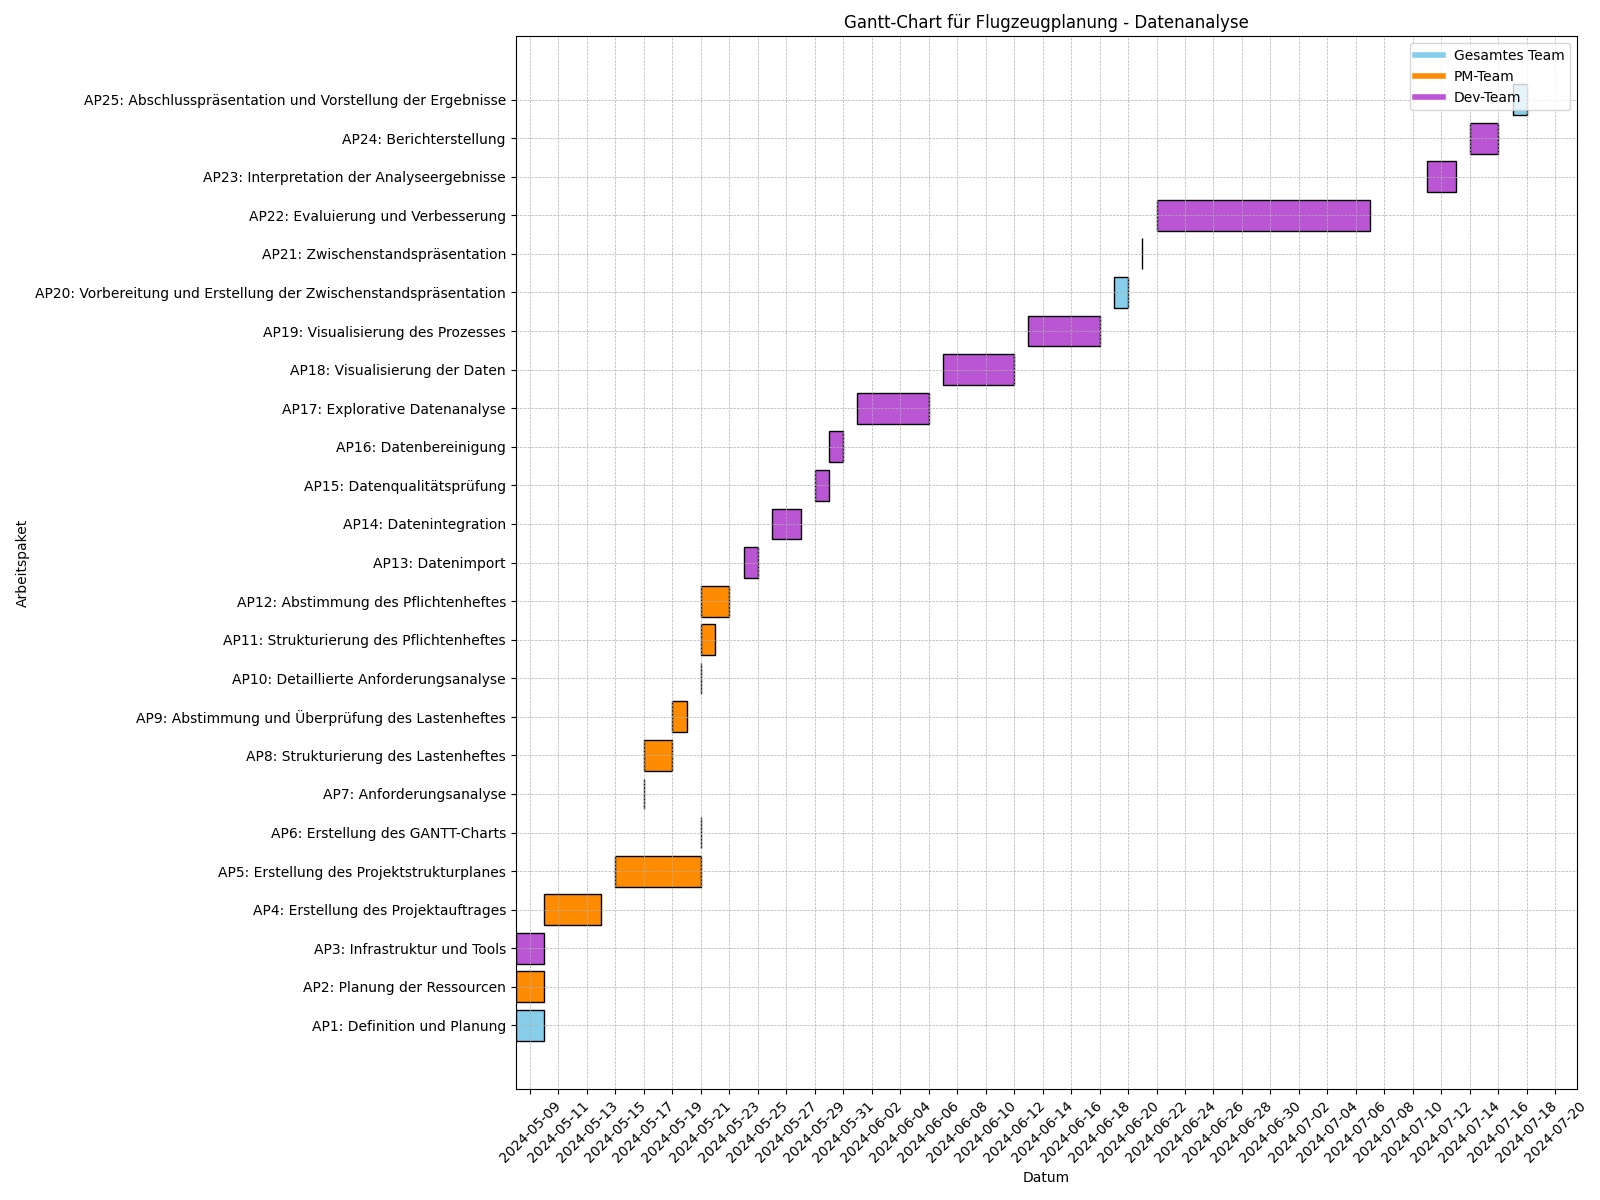 Gantt-Chart für Flugzeugplanung - Datenanalyse
Gesamtes Team
PM-Team
Dev-Team
Arbeitspaket
AP25: Abschlusspräsentation und Vorstellung der Ergebnisse
AP24: Berichterstellung
AP23: Interpretation der Analyseergebnisse
AP22: Evaluierung und Verbesserung
AP21: Zwischenstandspräsentation
AP20: Vorbereitung und Erstellung der Zwischenstandspräsentation
AP19: Visualisierung des Prozesses
AP18: Visualisierung der Daten
AP17: Explorative Datenanalyse
AP16: Datenbereinigung
AP15: Datenqualitätsprüfung
AP14: Datenintegration
AP13: Datenimport
AP12: Abstimmung des Pflichtenheftes
AP11: Strukturierung des Pflichtenheftes
AP10: Detaillierte Anforderungsanalyse
AP9: Abstimmung und Überprüfung des Lastenheftes
AP8: Strukturierung des Lastenheftes
AP7: Anforderungsanalyse
AP6: Erstellung des GANTT-Charts
AP5: Erstellung des Projektstrukturplanes
AP4: Erstellung des Projektauftrages
AP3: Infrastruktur und Tools
AP2: Planung der Ressourcen
AP1: Definition und Planung
2024-05-09
2024-05-11
2024-05-13
2024-05-15
2024-05-17
2024-05-19
2024-05-21
2024-05-23
2024-05-25
2024-05-27
2024-05-29
2024-05-31
2024-06-02
2024-06-04
2024-06-06
2024-06-08
2024-06-10
2024-06-12
2024-06-14
2024-06-16
2024-06-18
2024-06-20
2024-06-22
2024-06-24
2024-06-26
2024-06-28
2024-06-30
2024-07-02
2024-07-04
2024-07-06
2024-07-08
2024-07-10
2024-07-12
2024-07-14
2024-07-16
2024-07-18
2024-07-20
Datum